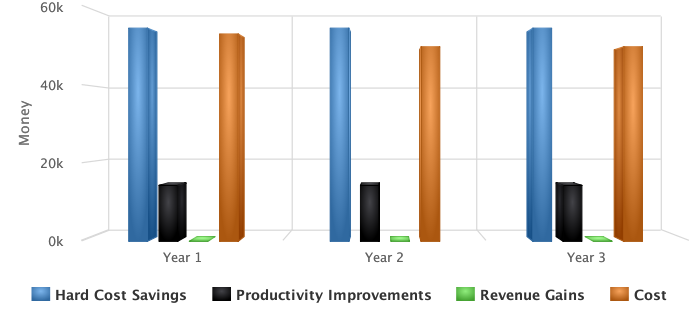 60k
40k
20k
0k
Money
Year 1
Year 2
Year 3
Hard Cost Savings
Productivity Improvements
Revenue Gains
Cost